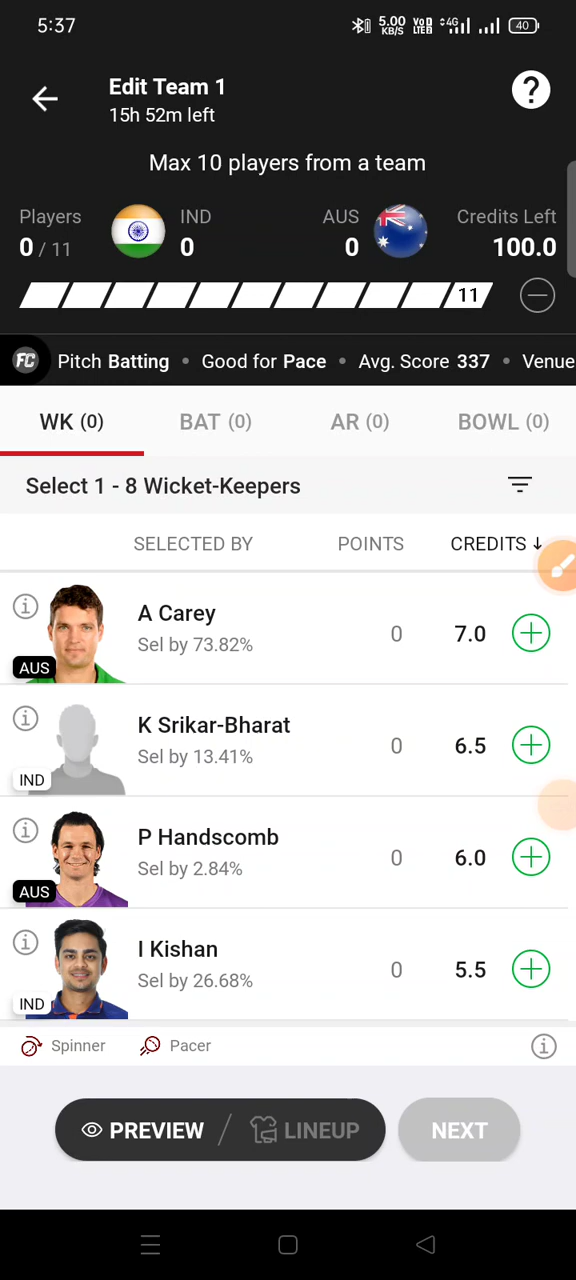 5:37 5.00 KB/S Vo LTE 2 4G 40
Edit Team 1
15h 52m left
?
Max 10 players from a team
Players IND AUS Credits Left
0 / 11 0 0 100.0
11
FC Pitch Batting • Good for Pace • Avg. Score 337 • Venue
WK (0) BAT (0) AR (0) BOWL (0)
Select 1 - 8 Wicket-Keepers
SELECTED BY POINTS CREDITS ↓
A Carey
Sel by 73.82% 0 7.0
AUS
K Srikar-Bharat
Sel by 13.41% 0 6.5
IND
P Handscomb
Sel by 2.84% 0 6.0
AUS
I Kishan
Sel by 26.68% 0 5.5
IND
Spinner Pacer
PREVIEW / LINEUP NEXT